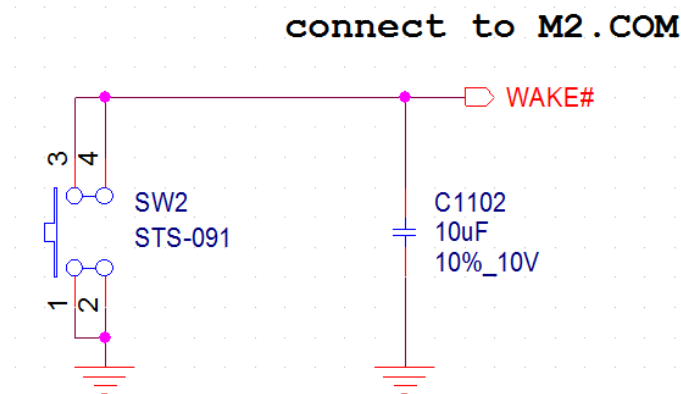 connect to M2.COM
WAKE#
3 4
SW2
STS-091
C1102
10uF
10%_10V
1 2